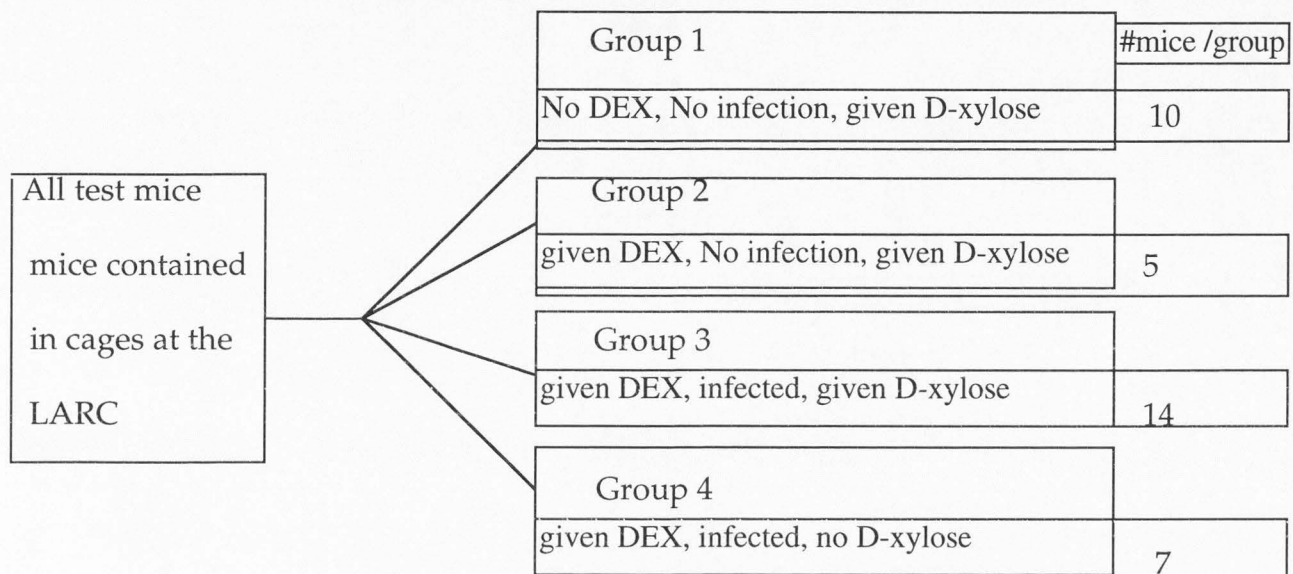 Group 1
#mice /group
No DEX, No infection, given D-xylose
10
All test mice
mice contained
in cages at the
LARC
Group 2
given DEX, No infection, given D-xylose
5
Group 3
given DEX, infected, given D-xylose
14
Group 4
given DEX, infected, no D-xylose
7